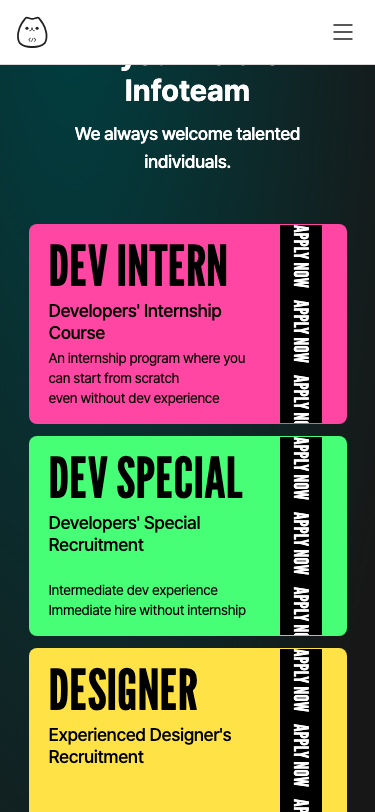 Infoteam
We always welcome talented
individuals.
DEV INTERN
Developers' Internship
Course
An internship program where you
can start from scratch
even without dev experience
APPLY NOW APPLY NOW APPLY
DEV SPECIAL
Developers' Special
Recruitment
Intermediate dev experience
Immediate hire without internship
APPLY NOW APPLY NOW APPLY
DESIGNER
Experienced Designer's
Recruitment
APPLY NOW APPLY NOW